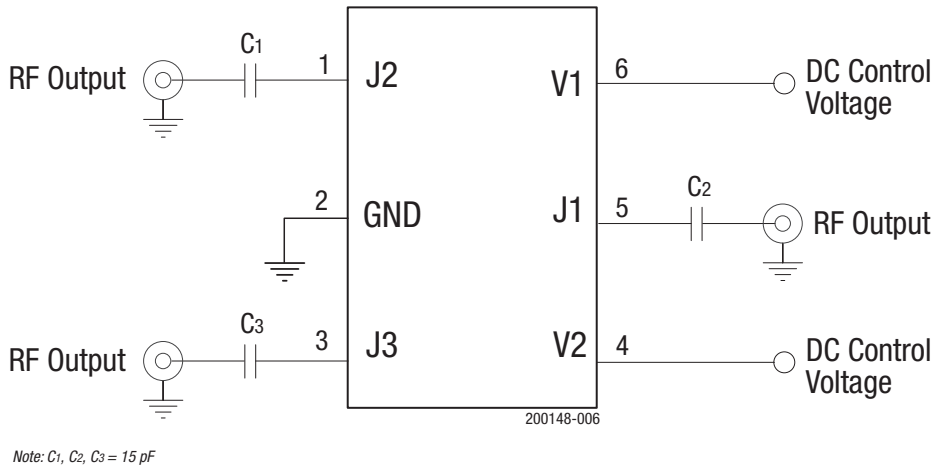 C1
RF Output
1
J2
V1
6
DC Control
Voltage
2
GND
J1
5
C2
RF Output
C3
RF Output
3
J3
V2
4
DC Control
Voltage
200148-006
Note: C1, C2, C3 = 15 pF